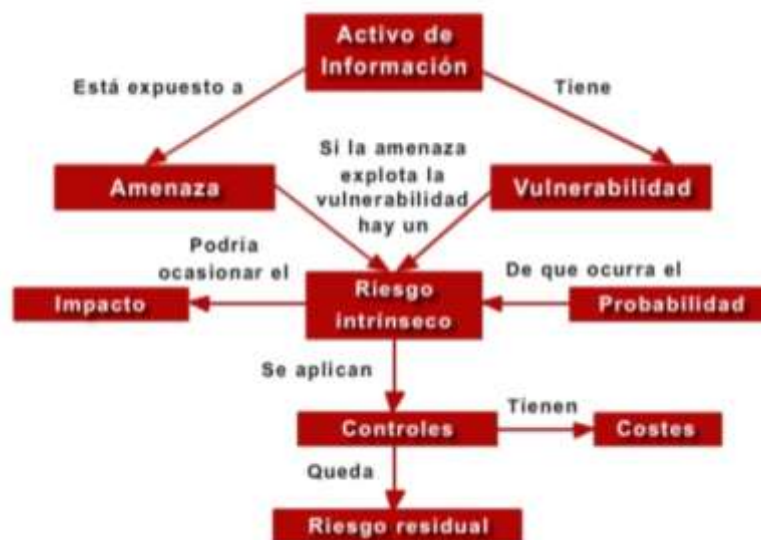 Activo de
Información
Está expuesto a
Tiene
Amenaza
Si la amenaza
explota la
vulnerabilidad
hay un
Vulnerabilidad
Podría
ocasionar el
De que ocurra el
Impacto
Riesgo
intrínseco
Probabilidad
Se aplican
Controles
Tienen
Costes
Queda
Riesgo residual